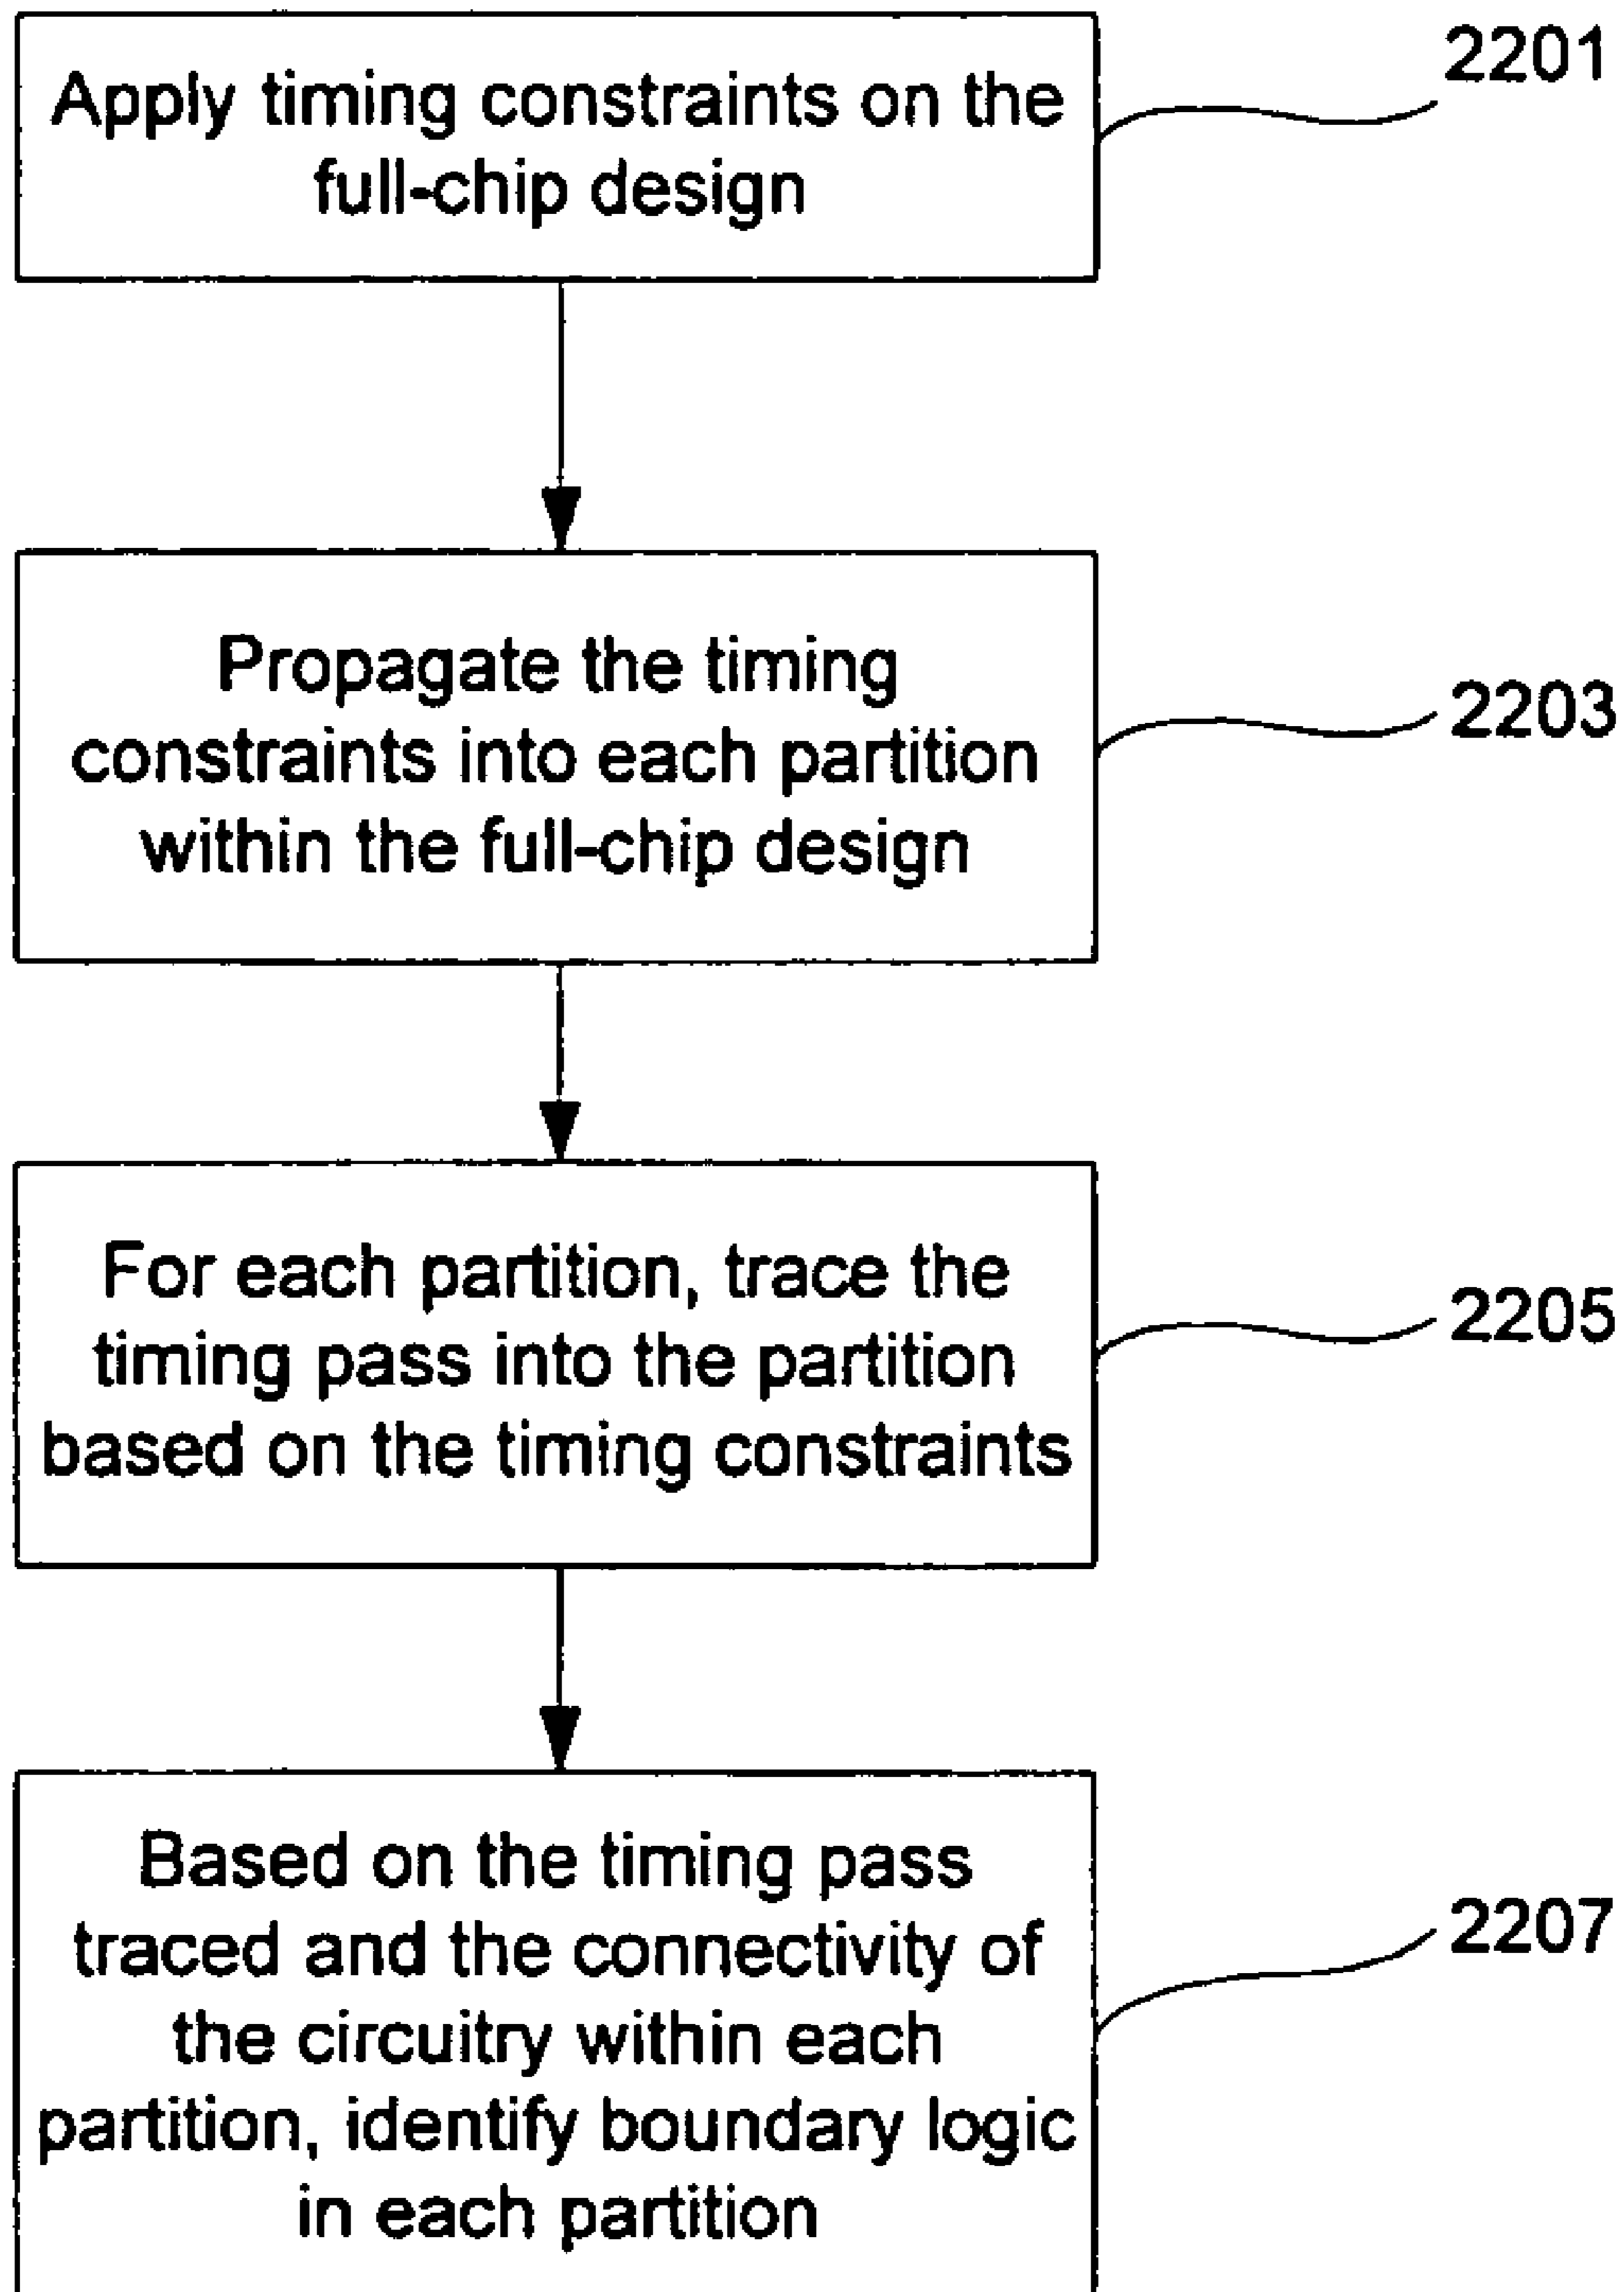 Apply timing constraints on the
full-chip design
2201
Propagate the timing
constraints into each partition
within the full-chip design
2203
For each partition, trace the
timing pass into the partition
based on the timing constraints
2205
Based on the timing pass
traced and the connectivity of
the circuitry within each
partition, identify boundary logic
in each partition
2207